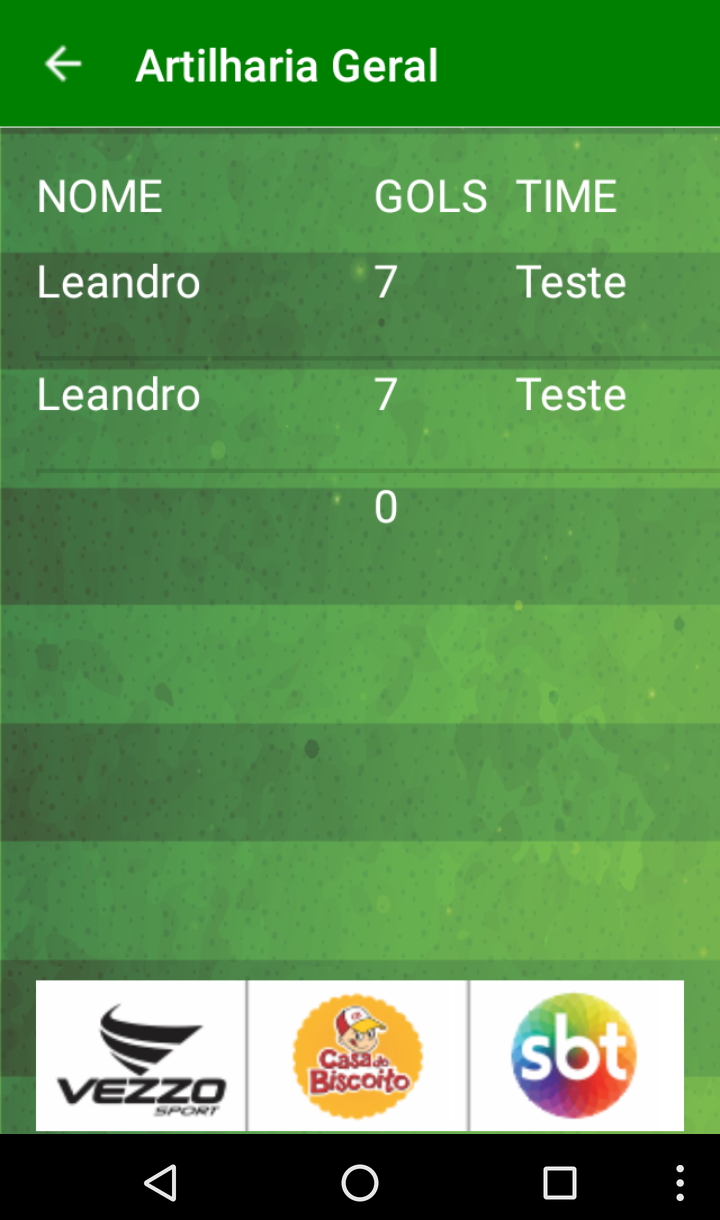 Artilharia Geral
NOME GOLS TIME
Leandro 7 Teste
Leandro 7 Teste
0
VEZZO
SPORT
Casa do
Biscoito
sbt